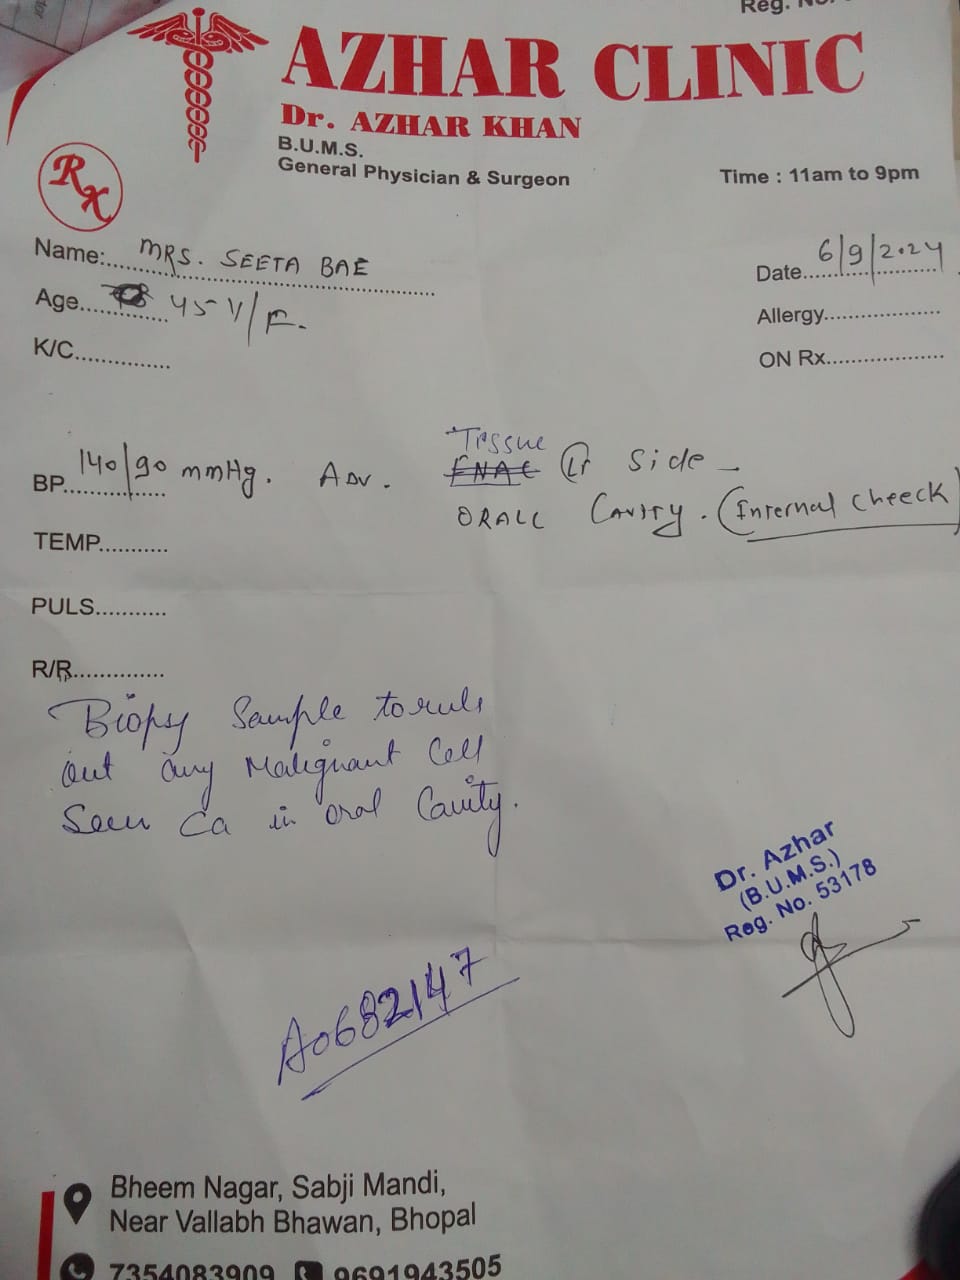 Reg. No.
AZHAR CLINIC
Dr. AZHAR KHAN
B.U.M.S.
General Physician & Surgeon
Time : 11am to 9pm
Rx
Name: MRS. SEETA BAE
Date 6/9/2024
Age 45 Y/F.
Allergy
K/C
ON Rx
BP 140/90 mmHg. ADV. Tissue FNAC Lt side
ORALL CAVITY. (Internal cheeck
TEMP
PULS
R/R
Biopsy Sample to rule
out any Malignant Cell
Seen Ca in oral Cavity.
Dr. Azhar
(B.U.M.S.)
Reg. No. 53178
A0682147
Bheem Nagar, Sabji Mandi,
Near Vallabh Bhawan, Bhopal
7354083909 9691943505